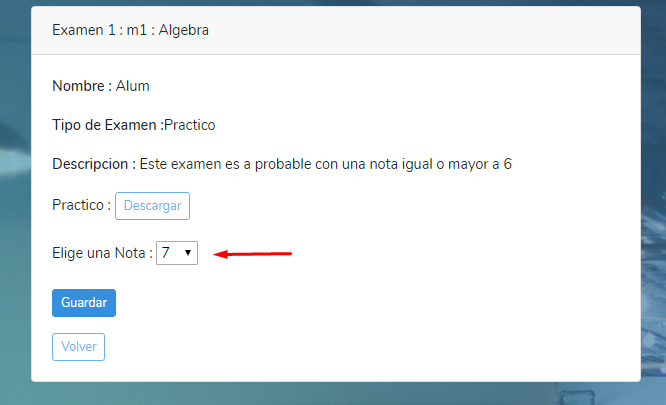 Examen 1 : m1 : Algebra
Nombre : Alum
Tipo de Examen :Practico
Descripcion : Este examen es a probable con una nota igual o mayor a 6
Practico : Descargar
Elige una Nota : 7
Guardar
Volver